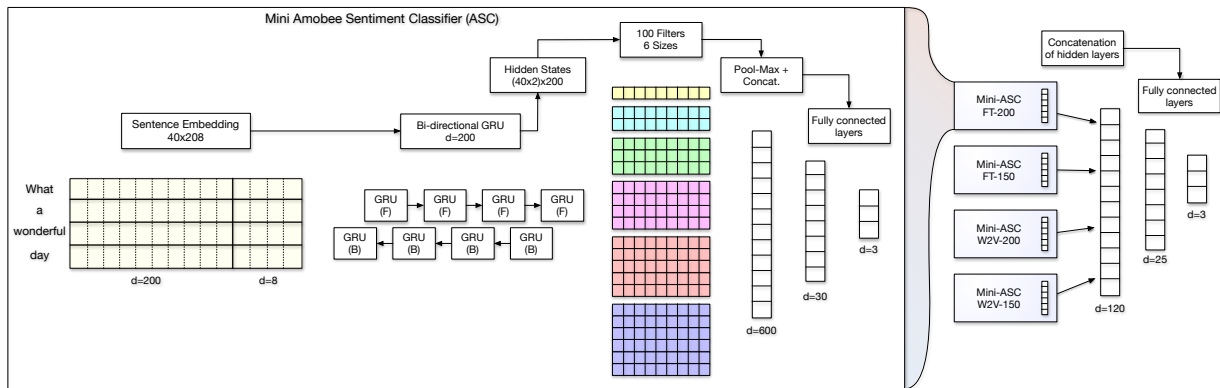 Mini Amobee Sentiment Classifier (ASC)
Sentence Embedding
40x208
Bi-directional GRU
d=200
Hidden States
(40x2)x200
100 Filters
6 Sizes
Pool-Max +
Concat.
Fully connected
layers
What
a
wonderful
day
d=200
d=8
GRU
(F)
GRU
(F)
GRU
(F)
GRU
(F)
GRU
(B)
GRU
(B)
GRU
(B)
GRU
(B)
d=600
d=30
d=3
Mini-ASC
FT-200
Mini-ASC
FT-150
Mini-ASC
W2V-200
Mini-ASC
W2V-150
Concatenation
of hidden layers
Fully connected
layers
d=120
d=25
d=3